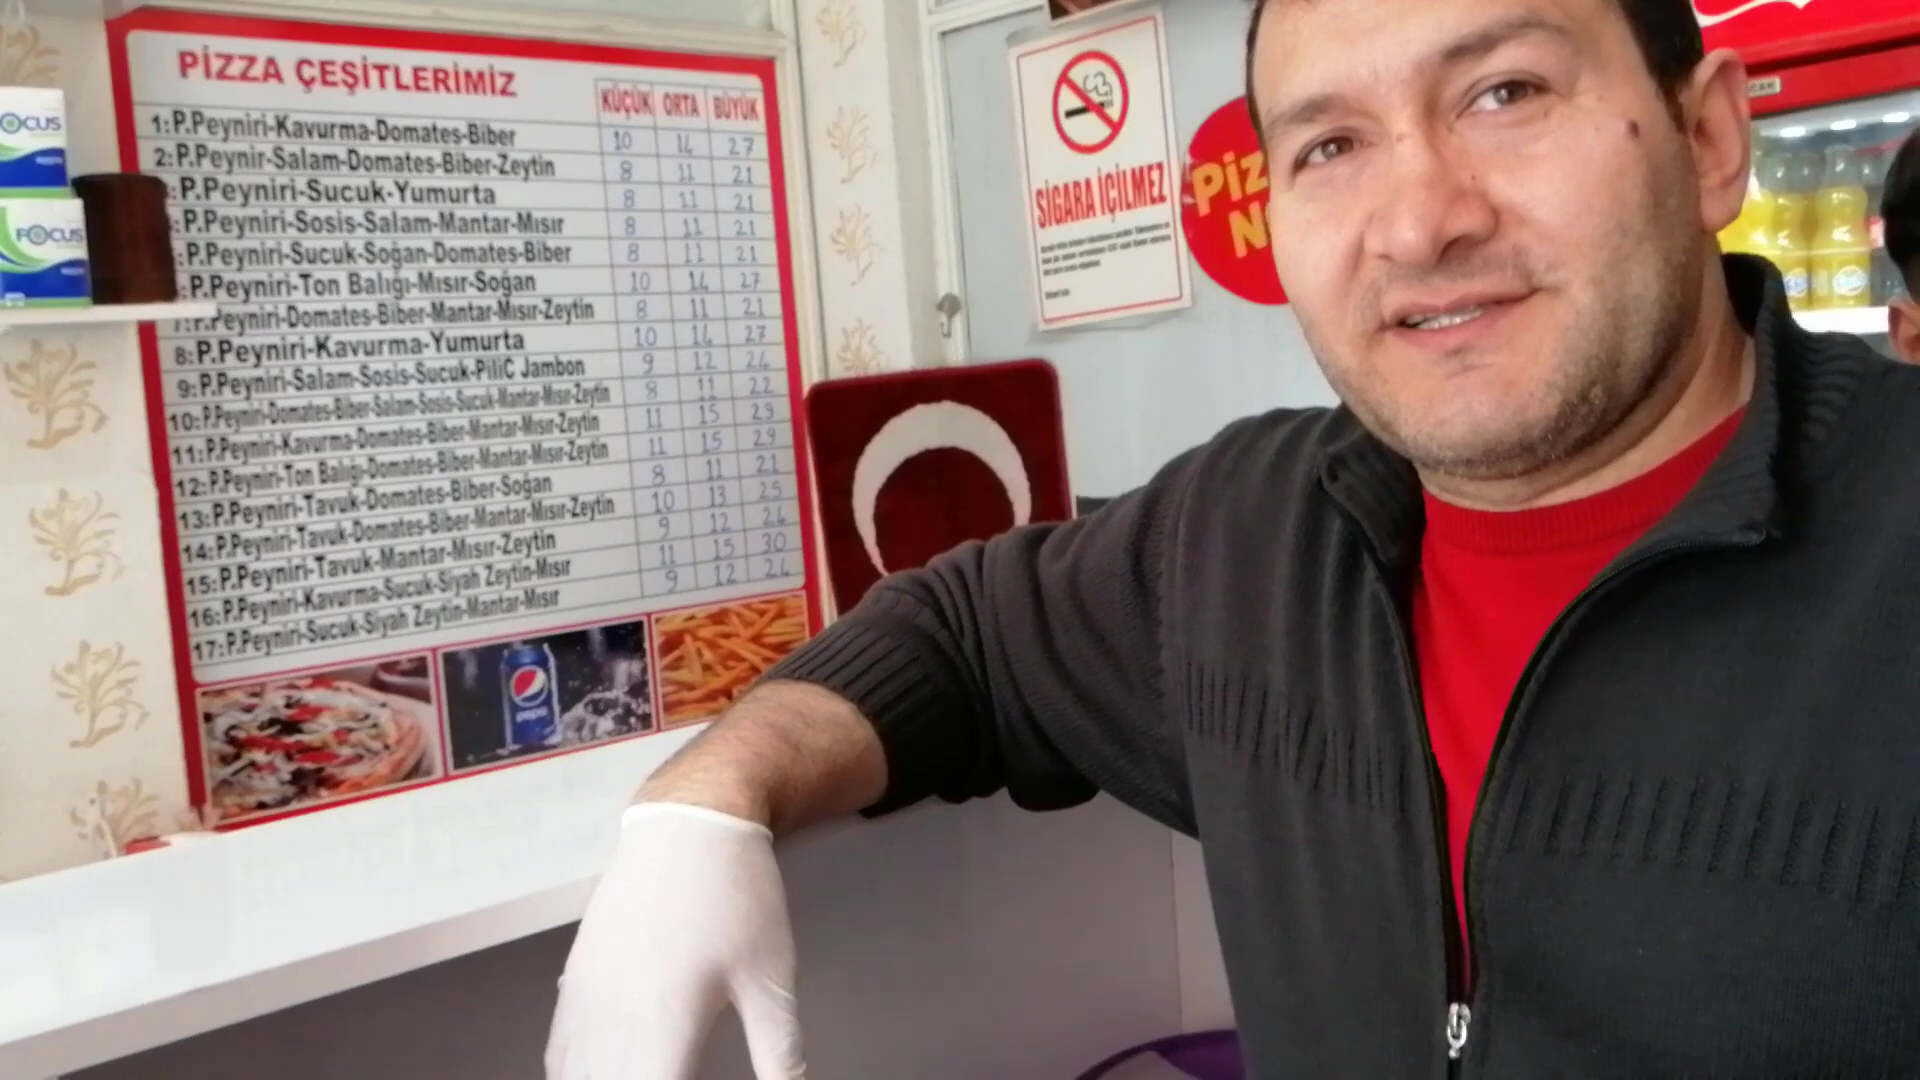 PİZZA ÇEŞİTLERİMİZ
KÜÇÜK ORTA BÜYÜK
1:P.Peyniri-Kavurma-Domates-Biber 10 14 27
2:P.Peynir-Salam-Domates-Biber-Zeytin 8 11 21
:P.Peyniri-Sucuk-Yumurta 8 11 21
:P.Peyniri-Sosis-Salam-Mantar-Mısır 8 11 21
:P.Peyniri-Sucuk-Soğan-Domates-Biber 8 11 21
:P.Peyniri-Ton Balığı-Mısır-Soğan 10 14 27
7:P.Peyniri-Domates-Biber-Mantar-Mısır-Zeytin 8 11 21
8:P.Peyniri-Kavurma-Yumurta 10 14 27
9:P.Peyniri-Salam-Sosis-Sucuk-PiliÇ Jambon 9 12 24
10:P.Peyniri-Domates-Biber-Salam-Sosis-Sucuk-Mantar-Mısır-Zeytin 8 11 22
11:P.Peyniri-Kavurma-Domates-Biber-Mantar-Mısır-Zeytin 11 15 29
12:P.Peyniri-Ton Balığı-Domates-Biber-Mantar-Mısır-Zeytin 11 15 29
13:P.Peyniri-Tavuk-Domates-Biber-Soğan 8 11 21
14:P.Peyniri-Tavuk-Domates-Biber-Mantar-Mısır-Zeytin 10 13 25
15:P.Peyniri-Tavuk-Mantar-Mısır-Zeytin 9 12 24
16:P.Peyniri-Kavurma-Sucuk-Siyah Zeytin-Mısır 11 15 30
17:P.Peyniri-Sucuk-Siyah Zeytin-Mantar-Mısır 9 12 24
pepsi
OCUS
FOCUS
SİGARA İÇİLMEZ
Piz
N